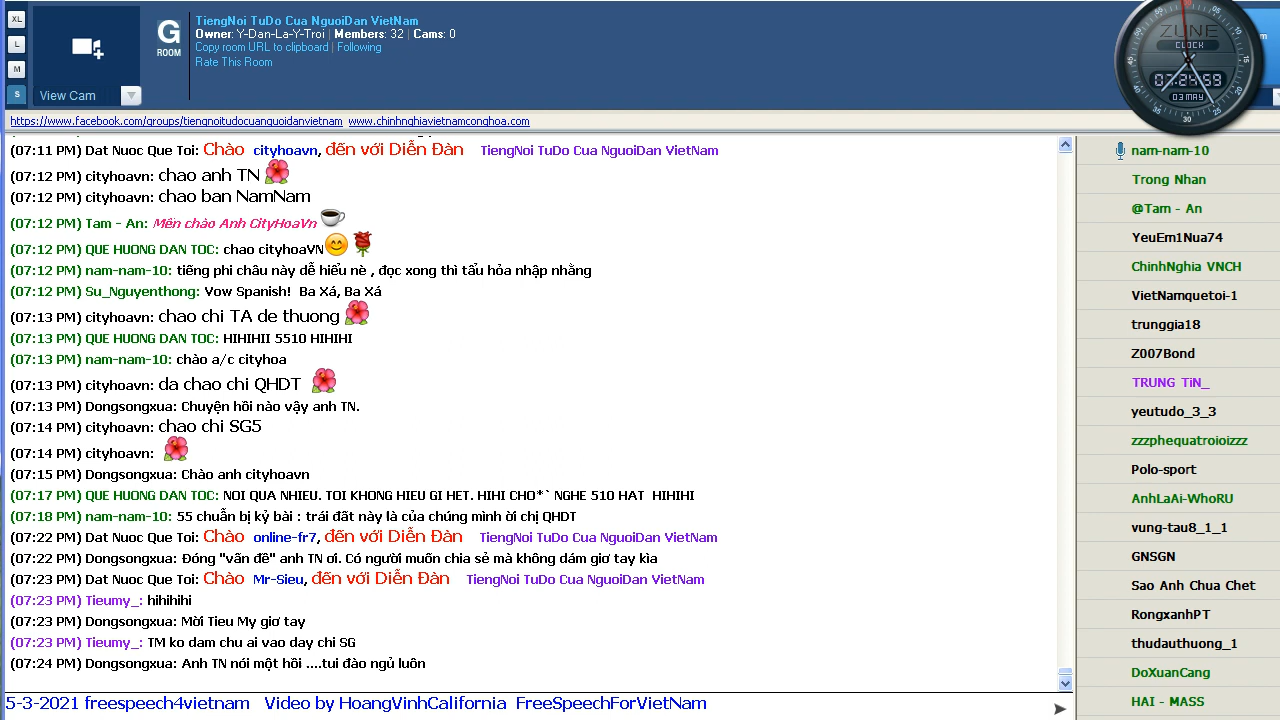 XL
L
M
S
View Cam
G
ROOM
TiengNoi TuDo Cua NguoiDan VietNam
Owner: Y-Dan-La-Y-Troi | Members: 32 | Cams: 0
Copy room URL to clipboard | Following
Rate This Room
ZUNE
CLOCK
03 MAY
https://www.facebook.com/groups/tiengnoitudocuanguoidanvietnam www.chinhnghiavietnamconghoa.com
(07:11 PM) Dat Nuoc Que Toi: Chào cityhoavn, đến với Diễn Đàn TiengNoi TuDo Cua NguoiDan VietNam
(07:12 PM) cityhoavn: chao anh TN
(07:12 PM) cityhoavn: chao ban NamNam
(07:12 PM) Tam - An: Mến chào Anh CityHoaVn
(07:12 PM) QUE HUONG DAN TOC: chao cityhoaVN
(07:12 PM) nam-nam-10: tiếng phi châu này dễ hiểu nè , đọc xong thì tẩu hỏa nhập nhằng
(07:12 PM) Su_Nguyenthong: Vow Spanish! Ba Xá, Ba Xá
(07:13 PM) cityhoavn: chao chi TA de thuong
(07:13 PM) QUE HUONG DAN TOC: HIHIHII 5510 HIHIHI
(07:13 PM) nam-nam-10: chào a/c cityhoa
(07:13 PM) cityhoavn: da chao chi QHDT
(07:13 PM) Dongsongxua: Chuyện hồi nào vậy anh TN.
(07:14 PM) cityhoavn: chao chi SG5
(07:14 PM) cityhoavn:
(07:15 PM) Dongsongxua: Chào anh cityhoavn
(07:17 PM) QUE HUONG DAN TOC: NOI QUA NHIEU. TOI KHONG HIEU GI HET. HIHI CHO*` NGHE 510 HAT HIHIHI
(07:18 PM) nam-nam-10: 55 chuẩn bị kỷ bài : trái đất này là của chúng minh ời chị QHDT
(07:22 PM) Dat Nuoc Que Toi: Chào online-fr7, đến với Diễn Đàn TiengNoi TuDo Cua NguoiDan VietNam
(07:22 PM) Dongsongxua: Đóng "vấn đề" anh TN ơi. Có người muốn chia sẻ mà không dám giơ tay kìa
(07:23 PM) Dat Nuoc Que Toi: Chào Mr-Sieu, đến với Diễn Đàn TiengNoi TuDo Cua NguoiDan VietNam
(07:23 PM) Tieumy_: hihihihi
(07:23 PM) Dongsongxua: Mời Tieu My giơ tay
(07:23 PM) Tieumy_: TM ko dam chu ai vao day chi SG
(07:24 PM) Dongsongxua: Anh TN nói một hồi ....tui đào ngủ luôn
5-3-2021 freespeech4vietnam Video by HoangVinhCalifornia FreeSpeechForVietNam
nam-nam-10
Trong Nhan
@Tam - An
YeuEm1Nua74
ChinhNghia VNCH
VietNamquetoi-1
trunggia18
Z007Bond
TRUNG TiN_
yeutudo_3_3
zzzphequatroioizzz
Polo-sport
AnhLaAi-WhoRU
vung-tau8_1_1
GNSGN
Sao Anh Chua Chet
RongxanhPT
thudauthuong_1
DoXuanCang
HAI - MASS